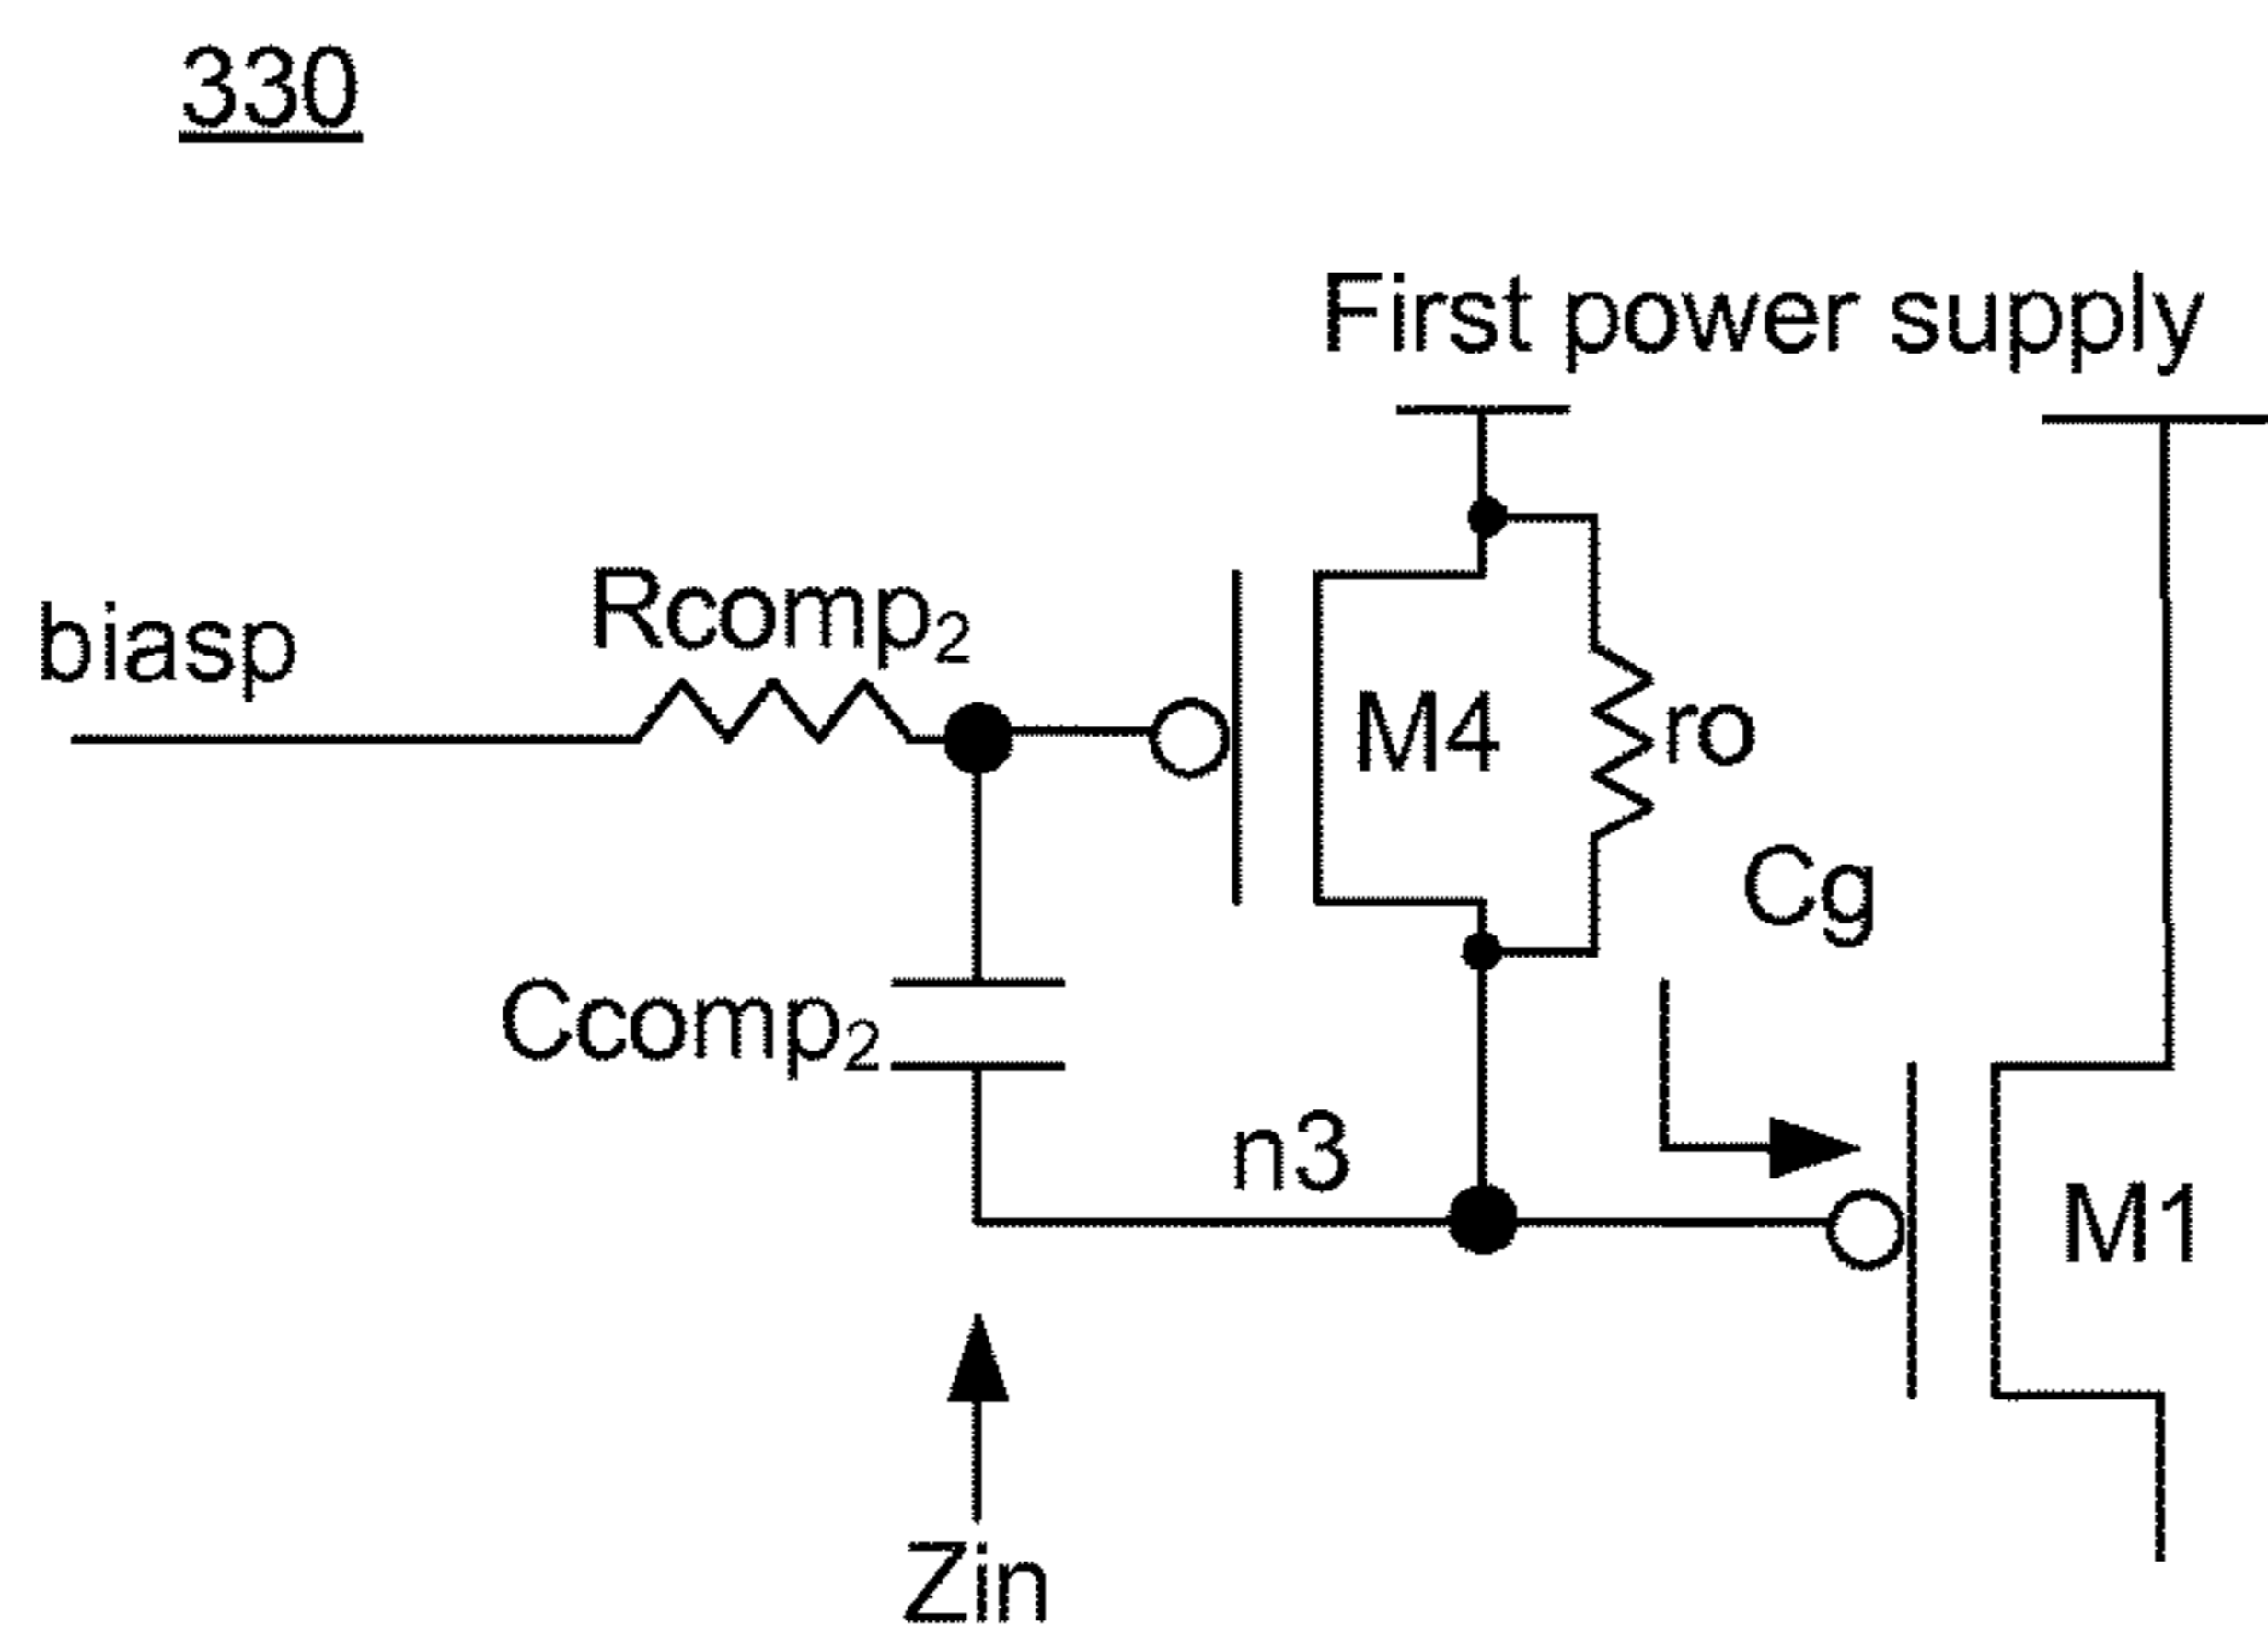 330
First power supply
biasp
Rcomp₂
M4
ro
Cg
Ccomp₂
n3
M1
Zin